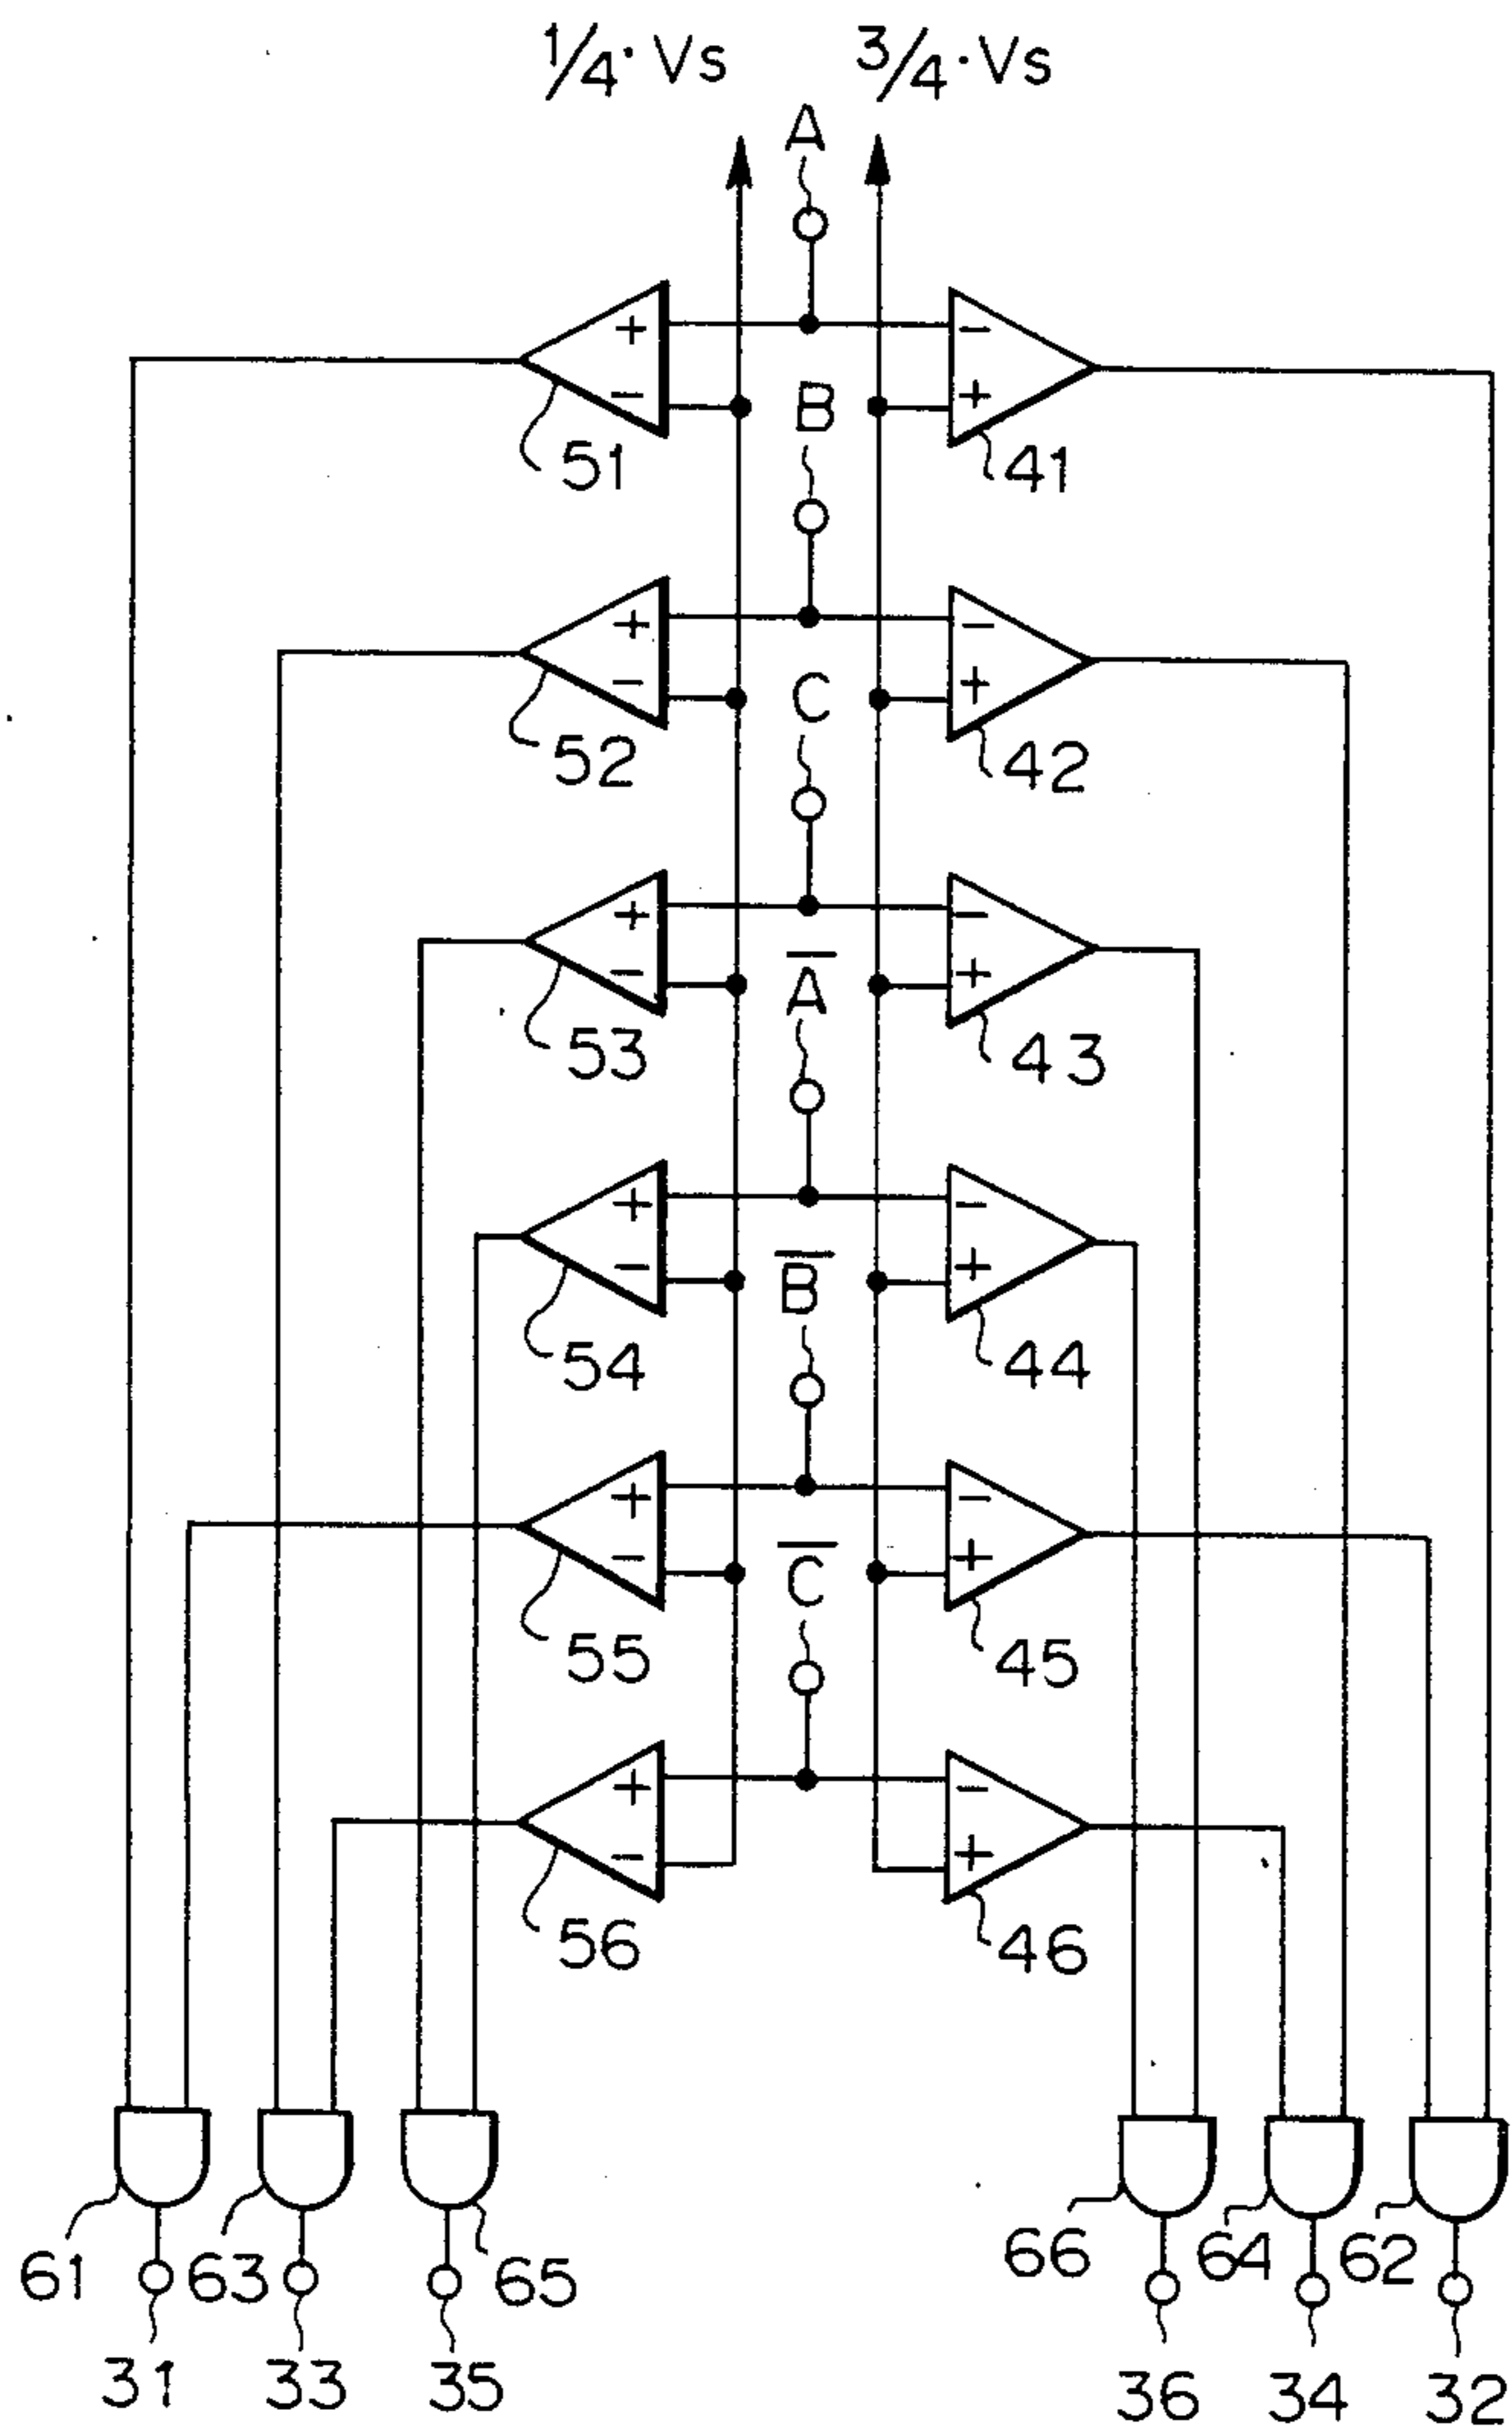 1/4·Vs 3/4·Vs
A
+ −
− +
51 B 41
+ −
− C +
52 42
+ −
− A̅ +
53 43
+ −
− B̅ +
54 44
+ −
− C̅ +
55 45
+ −
− +
56 46
61 63 65 66 64 62
31 33 35 36 34 32